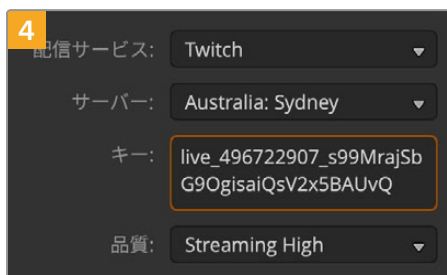 4
配信サービス: Twitch
サーバー: Australia: Sydney
キー: live_496722907_s99MrajSb
G9OgisaiQsV2x5BAUvQ
品質: Streaming High